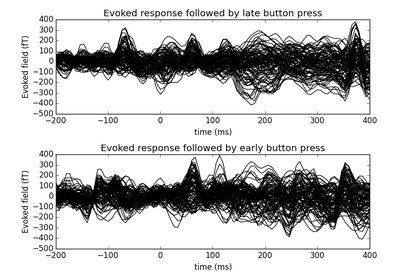 Evoked response followed by late button press
400
300
200
100
0
−100
−200
−300
−400
−500
Evoked field (fT)
−200 −100 0 100 200 300 400
time (ms)
Evoked response followed by early button press
400
300
200
100
0
−100
−200
−300
−400
−500
Evoked field (fT)
−200 −100 0 100 200 300 400
time (ms)